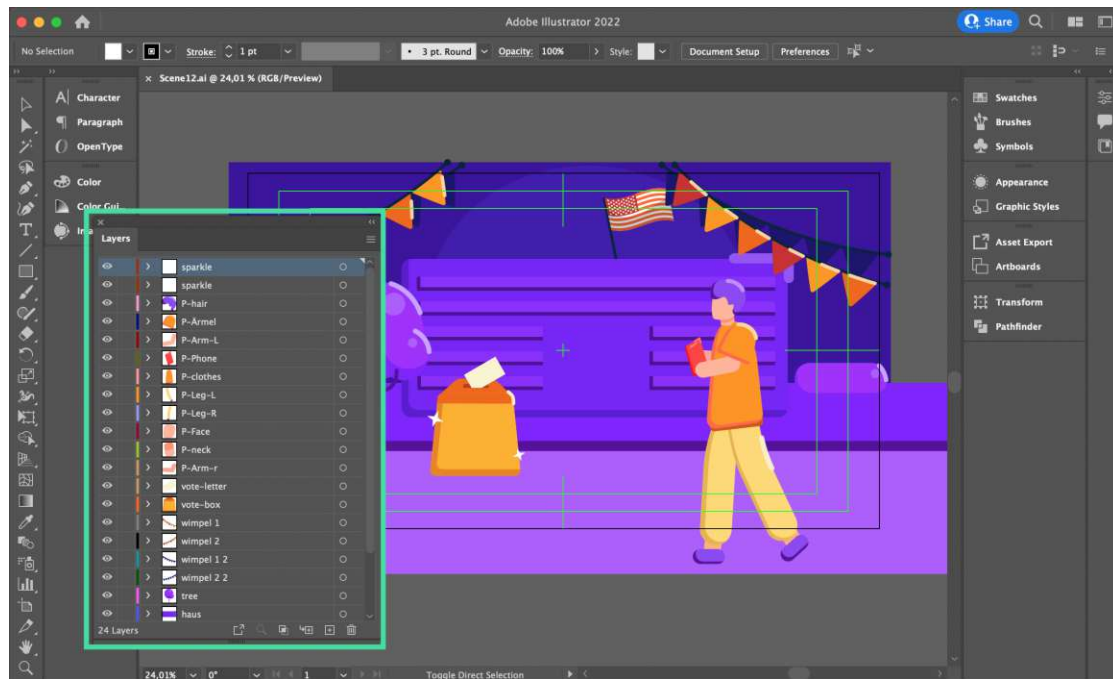 Adobe Illustrator 2022
Share
No Selection
Stroke: 1 pt
3 pt. Round
Opacity: 100%
Style:
Document Setup
Preferences
Scene12.ai @ 24,01 % (RGB/Preview)
Character
Paragraph
OpenType
Color
Color Gui..
Layers
sparkle
sparkle
P-hair
P-Ärmel
P-Arm-L
P-Phone
P-clothes
P-Leg-L
P-Leg-R
P-Face
P-neck
P-Arm-r
vote-letter
vote-box
wimpel 1
wimpel 2
wimpel 1 2
wimpel 2 2
tree
haus
24 Layers
Swatches
Brushes
Symbols
Appearance
Graphic Styles
Asset Export
Artboards
Transform
Pathfinder
24,01%
0°
1
Toggle Direct Selection